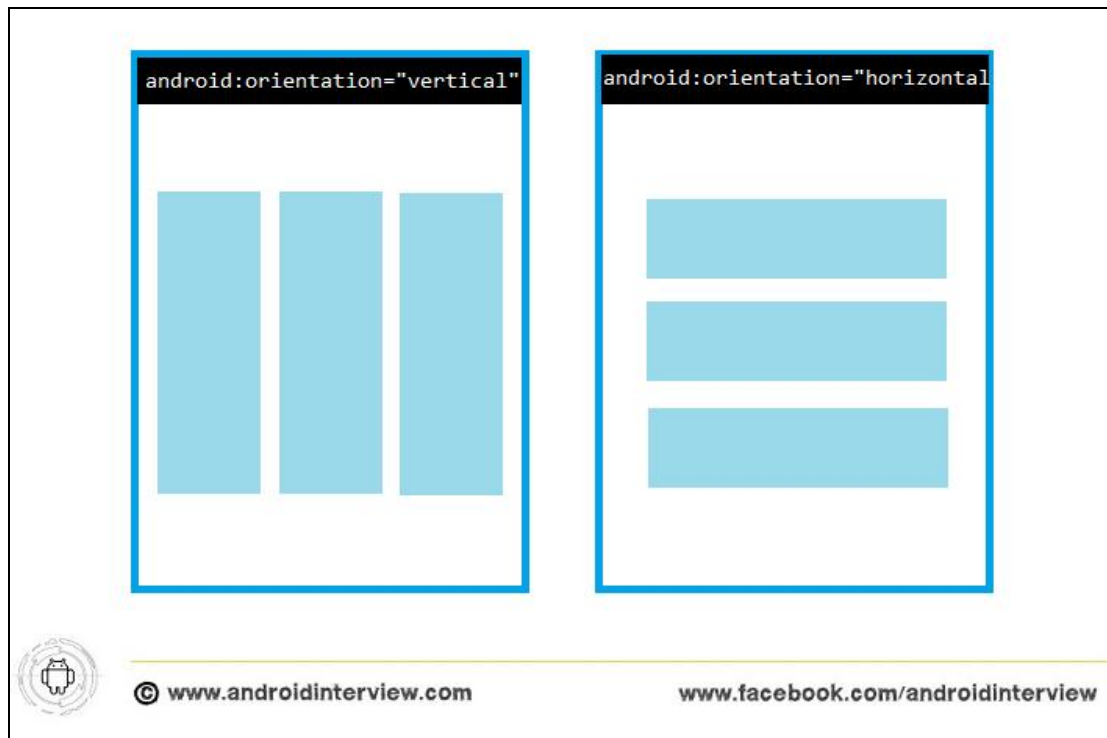 android:orientation="vertical"
android:orientation="horizontal
© www.androidinterview.com
www.facebook.com/androidinterview